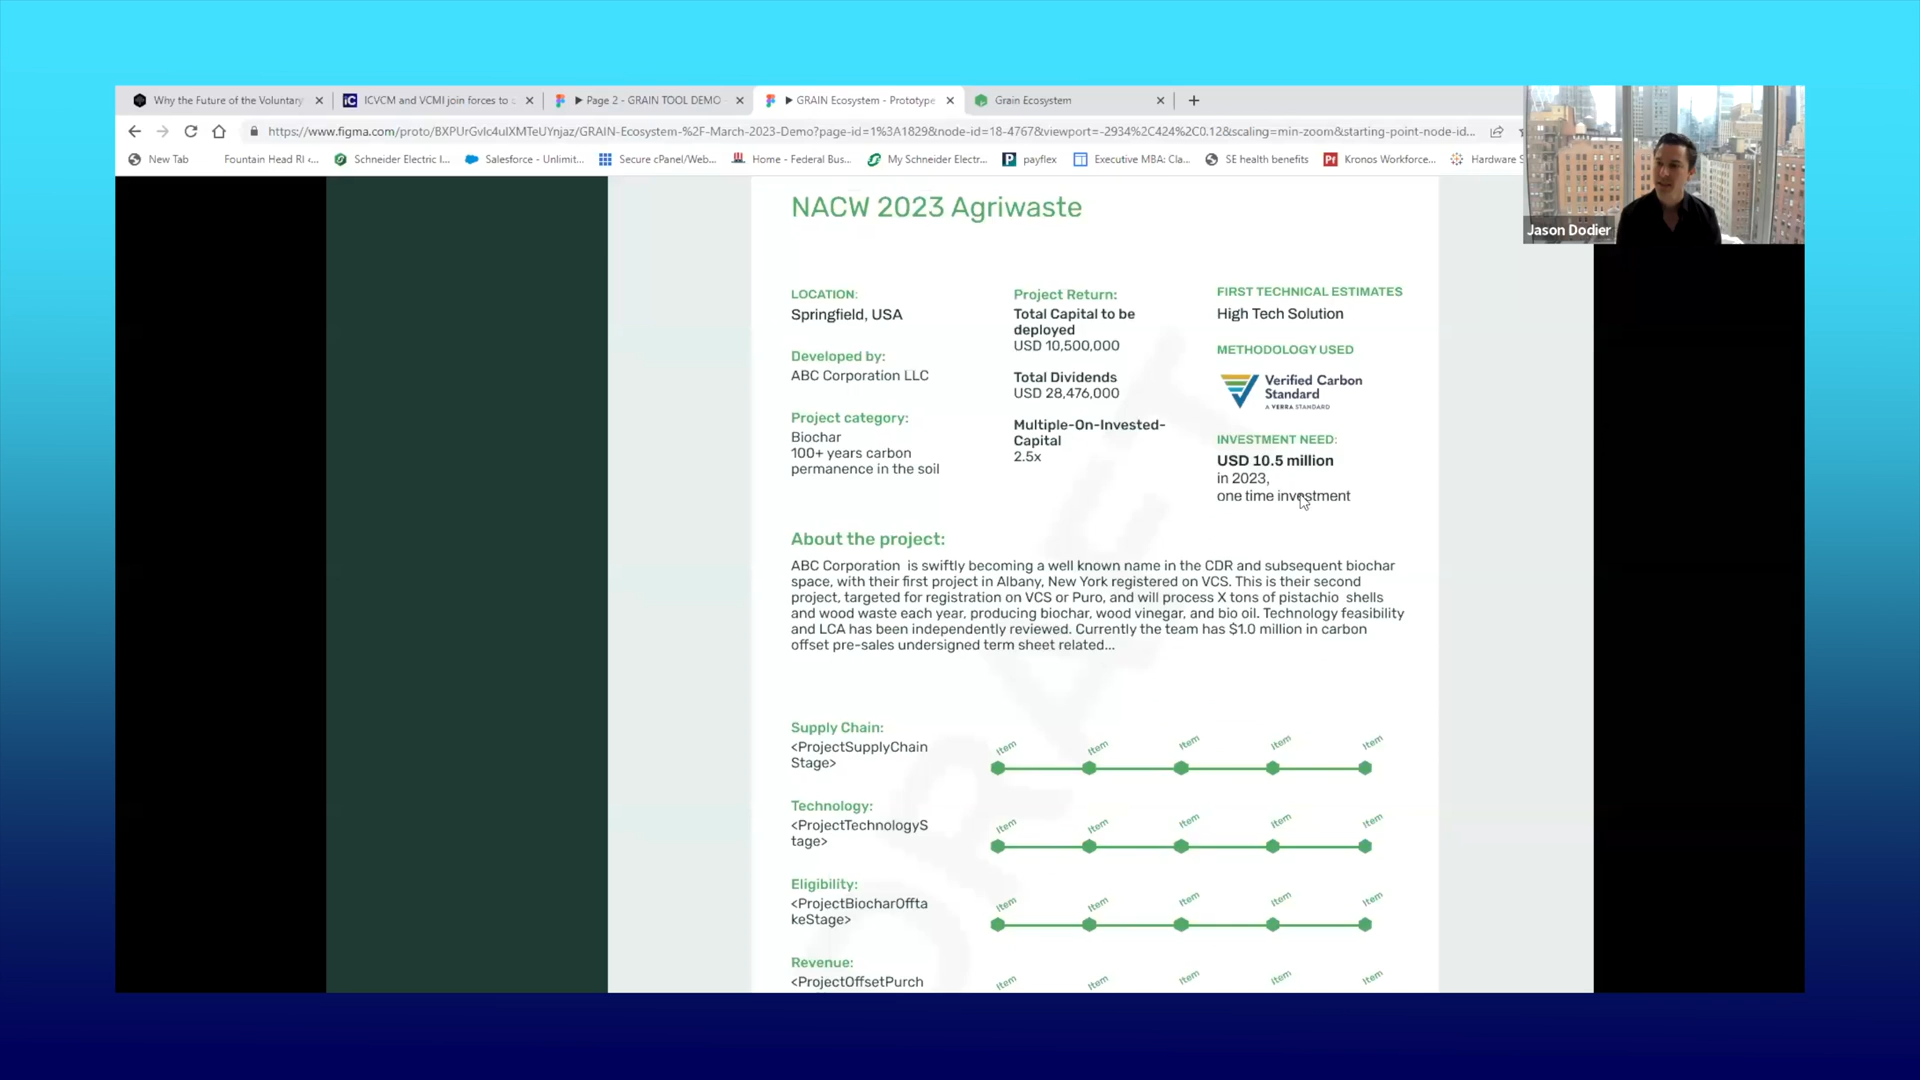 Why the Future of the Voluntary
ICVCM and VCMI join forces to
Page 2 - GRAIN TOOL DEMO
GRAIN Ecosystem - Prototype
Grain Ecosystem
https://www.figma.com/proto/BXPUrGvlc4uIXMTeUYnjaz/GRAIN-Ecosystem-%2F-March-2023-Demo?page-id=1%3A1829&node-id=18-4767&viewport=-2934%2C424%2C0.12&scaling=min-zoom&starting-point-node-id...
New Tab
Fountain Head RI <...
Schneider Electric I...
Salesforce - Unlimit...
Secure cPanel/Web...
Home - Federal Bus...
My Schneider Electr...
payflex
Executive MBA: Cla...
SE health benefits
Kronos Workforce...
Hardware S
Jason Dodier
NACW 2023 Agriwaste
LOCATION:
Springfield, USA
Developed by:
ABC Corporation LLC
Project category:
Biochar
100+ years carbon
permanence in the soil
Project Return:
Total Capital to be
deployed
USD 10,500,000
Total Dividends
USD 28,476,000
Multiple-On-Invested-
Capital
2.5x
FIRST TECHNICAL ESTIMATES
High Tech Solution
METHODOLOGY USED
Verified Carbon
Standard
A VERRA STANDARD
INVESTMENT NEED:
USD 10.5 million
in 2023,
one time investment
About the project:
ABC Corporation is swiftly becoming a well known name in the CDR and subsequent biochar
space, with their first project in Albany, New York registered on VCS. This is their second
project, targeted for registration on VCS or Puro, and will process X tons of pistachio shells
and wood waste each year, producing biochar, wood vinegar, and bio oil. Technology feasibility
and LCA has been independently reviewed. Currently the team has $1.0 million in carbon
offset pre-sales undersigned term sheet related...
Supply Chain:
<ProjectSupplyChain
Stage>
Item Item Item Item Item
Technology:
<ProjectTechnologyS
tage>
Item Item Item Item Item
Eligibility:
<ProjectBiocharOffta
keStage>
Item Item Item Item Item
Revenue:
<ProjectOffsetPurch
Item Item Item Item Item
DRAFT